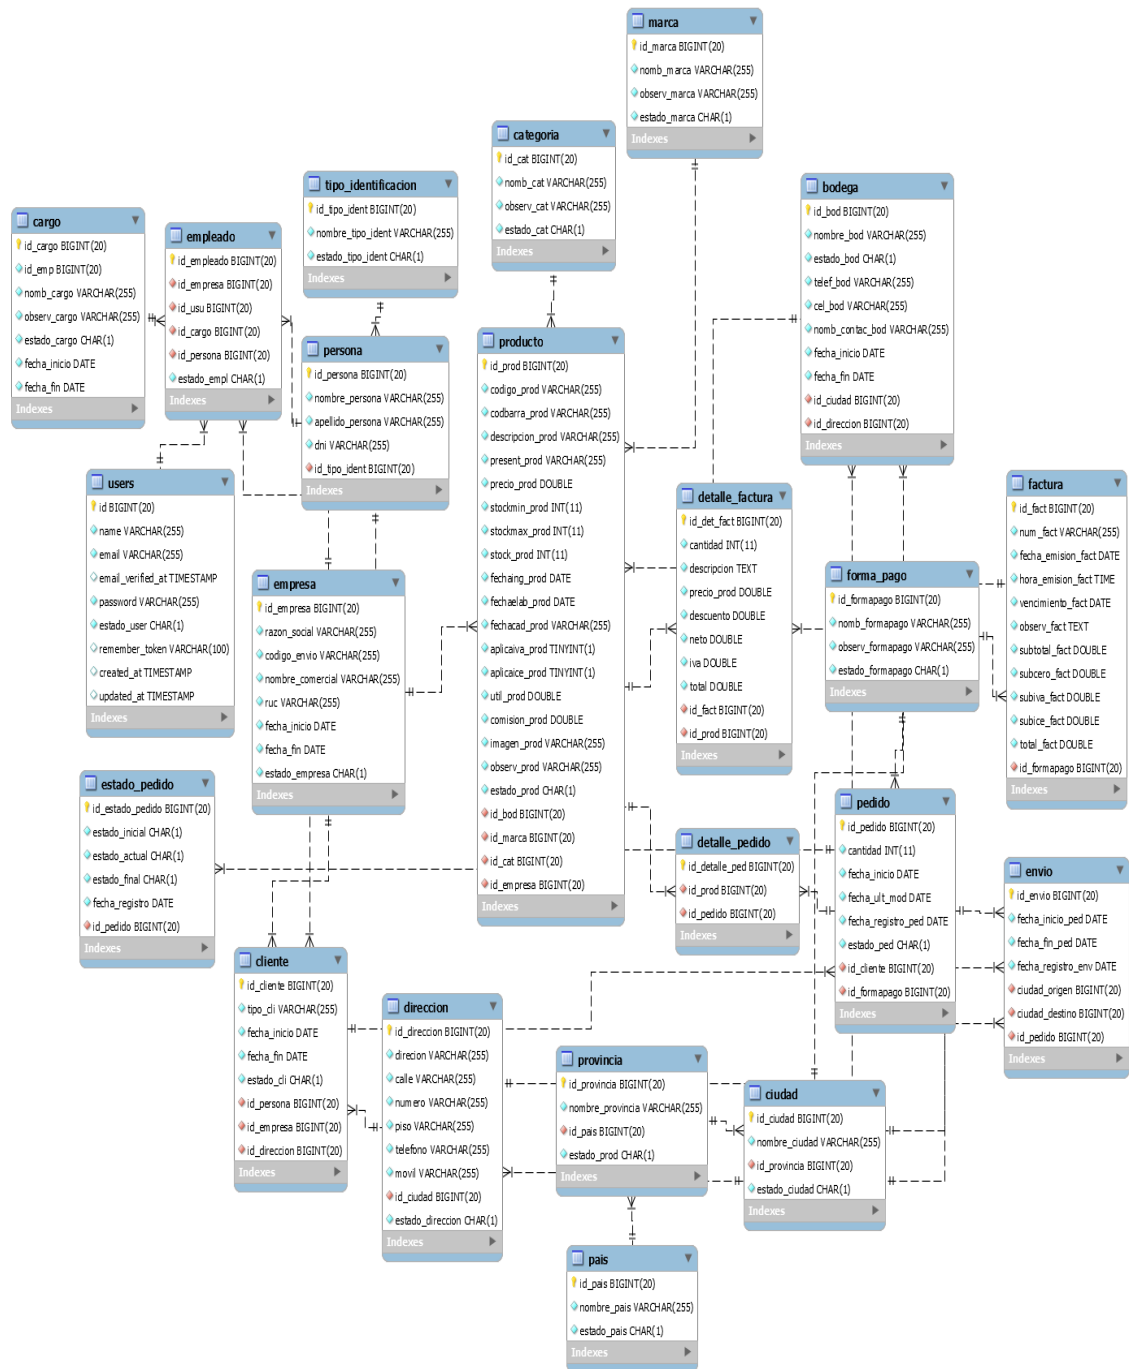 marca
id_marca BIGINT(20)
nomb_marca VARCHAR(255)
observ_marca VARCHAR(255)
estado_marca CHAR(1)
Indexes
categoria
id_cat BIGINT(20)
nomb_cat VARCHAR(255)
observ_cat VARCHAR(255)
estado_cat CHAR(1)
Indexes
tipo_identificacion
id_tipo_ident BIGINT(20)
nombre_tipo_ident VARCHAR(255)
estado_tipo_ident CHAR(1)
Indexes
bodega
id_bod BIGINT(20)
nombre_bod VARCHAR(255)
estado_bod CHAR(1)
telef_bod VARCHAR(255)
cel_bod VARCHAR(255)
nomb_contac_bod VARCHAR(255)
fecha_inicio DATE
fecha_fin DATE
id_ciudad BIGINT(20)
id_direccion BIGINT(20)
Indexes
cargo
id_cargo BIGINT(20)
id_emp BIGINT(20)
nomb_cargo VARCHAR(255)
observ_cargo VARCHAR(255)
estado_cargo CHAR(1)
fecha_inicio DATE
fecha_fin DATE
Indexes
empleado
id_empleado BIGINT(20)
id_empresa BIGINT(20)
id_usu BIGINT(20)
id_cargo BIGINT(20)
id_persona BIGINT(20)
estado_empl CHAR(1)
Indexes
persona
id_persona BIGINT(20)
nombre_persona VARCHAR(255)
apellido_persona VARCHAR(255)
dni VARCHAR(255)
id_tipo_ident BIGINT(20)
Indexes
producto
id_prod BIGINT(20)
codigo_prod VARCHAR(255)
codbarra_prod VARCHAR(255)
descripcion_prod VARCHAR(255)
present_prod VARCHAR(255)
precio_prod DOUBLE
stockmin_prod INT(11)
stockmax_prod INT(11)
stock_prod INT(11)
fechaing_prod DATE
fechaelab_prod DATE
fechacad_prod VARCHAR(255)
aplicaiva_prod TINYINT(1)
aplicaice_prod TINYINT(1)
util_prod DOUBLE
comision_prod DOUBLE
imagen_prod VARCHAR(255)
observ_prod VARCHAR(255)
estado_prod CHAR(1)
id_bod BIGINT(20)
id_marca BIGINT(20)
id_cat BIGINT(20)
id_empresa BIGINT(20)
Indexes
users
id BIGINT(20)
name VARCHAR(255)
email VARCHAR(255)
email_verified_at TIMESTAMP
password VARCHAR(255)
estado_user CHAR(1)
remember_token VARCHAR(100)
created_at TIMESTAMP
updated_at TIMESTAMP
Indexes
detalle_factura
id_det_fact BIGINT(20)
cantidad INT(11)
descripcion TEXT
precio_prod DOUBLE
descuento DOUBLE
neto DOUBLE
iva DOUBLE
total DOUBLE
id_fact BIGINT(20)
id_prod BIGINT(20)
Indexes
factura
id_fact BIGINT(20)
num_fact VARCHAR(255)
fecha_emision_fact DATE
hora_emision_fact TIME
vencimiento_fact DATE
observ_fact TEXT
subtotal_fact DOUBLE
subcero_fact DOUBLE
subiva_fact DOUBLE
subice_fact DOUBLE
total_fact DOUBLE
id_formapago BIGINT(20)
Indexes
forma_pago
id_formapago BIGINT(20)
nomb_formapago VARCHAR(255)
observ_formapago VARCHAR(255)
estado_formapago CHAR(1)
Indexes
empresa
id_empresa BIGINT(20)
razon_social VARCHAR(255)
codigo_envio VARCHAR(255)
nombre_comercial VARCHAR(255)
ruc VARCHAR(255)
fecha_inicio DATE
fecha_fin DATE
estado_empresa CHAR(1)
Indexes
estado_pedido
id_estado_pedido BIGINT(20)
estado_inicial CHAR(1)
estado_actual CHAR(1)
estado_final CHAR(1)
fecha_registro DATE
id_pedido BIGINT(20)
Indexes
detalle_pedido
id_detalle_ped BIGINT(20)
id_prod BIGINT(20)
id_pedido BIGINT(20)
Indexes
pedido
id_pedido BIGINT(20)
cantidad INT(11)
fecha_inicio DATE
fecha_ult_mod DATE
fecha_registro_ped DATE
estado_ped CHAR(1)
id_cliente BIGINT(20)
id_formapago BIGINT(20)
Indexes
envio
id_envio BIGINT(20)
fecha_inicio_ped DATE
fecha_fin_ped DATE
fecha_registro_env DATE
ciudad_origen BIGINT(20)
ciudad_destino BIGINT(20)
id_pedido BIGINT(20)
Indexes
cliente
id_cliente BIGINT(20)
tipo_cli VARCHAR(255)
fecha_inicio DATE
fecha_fin DATE
estado_cli CHAR(1)
id_persona BIGINT(20)
id_empresa BIGINT(20)
id_direccion BIGINT(20)
Indexes
direccion
id_direccion BIGINT(20)
direcion VARCHAR(255)
calle VARCHAR(255)
numero VARCHAR(255)
piso VARCHAR(255)
telefono VARCHAR(255)
movil VARCHAR(255)
id_ciudad BIGINT(20)
estado_direccion CHAR(1)
Indexes
provincia
id_provincia BIGINT(20)
nombre_provincia VARCHAR(255)
id_pais BIGINT(20)
estado_prod CHAR(1)
Indexes
ciudad
id_ciudad BIGINT(20)
nombre_ciudad VARCHAR(255)
id_provincia BIGINT(20)
estado_ciudad CHAR(1)
Indexes
pais
id_pais BIGINT(20)
nombre_pais VARCHAR(255)
estado_pais CHAR(1)
Indexes